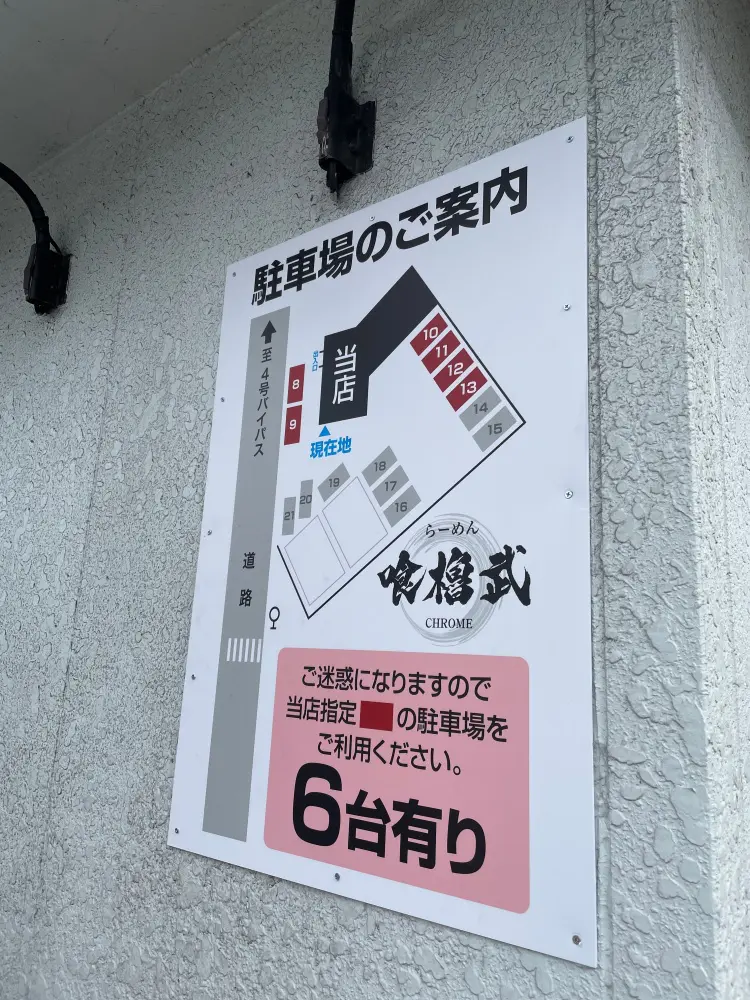 駐車場のご案内
至 4号バイパス
出入口
当店
現在地
8
9
10
11
12
13
14
15
18
17
16
19
20
21
道路
らーめん
喰櫓武
CHROME
ご迷惑になりますので
当店指定 の駐車場を
ご利用ください。
6台有り